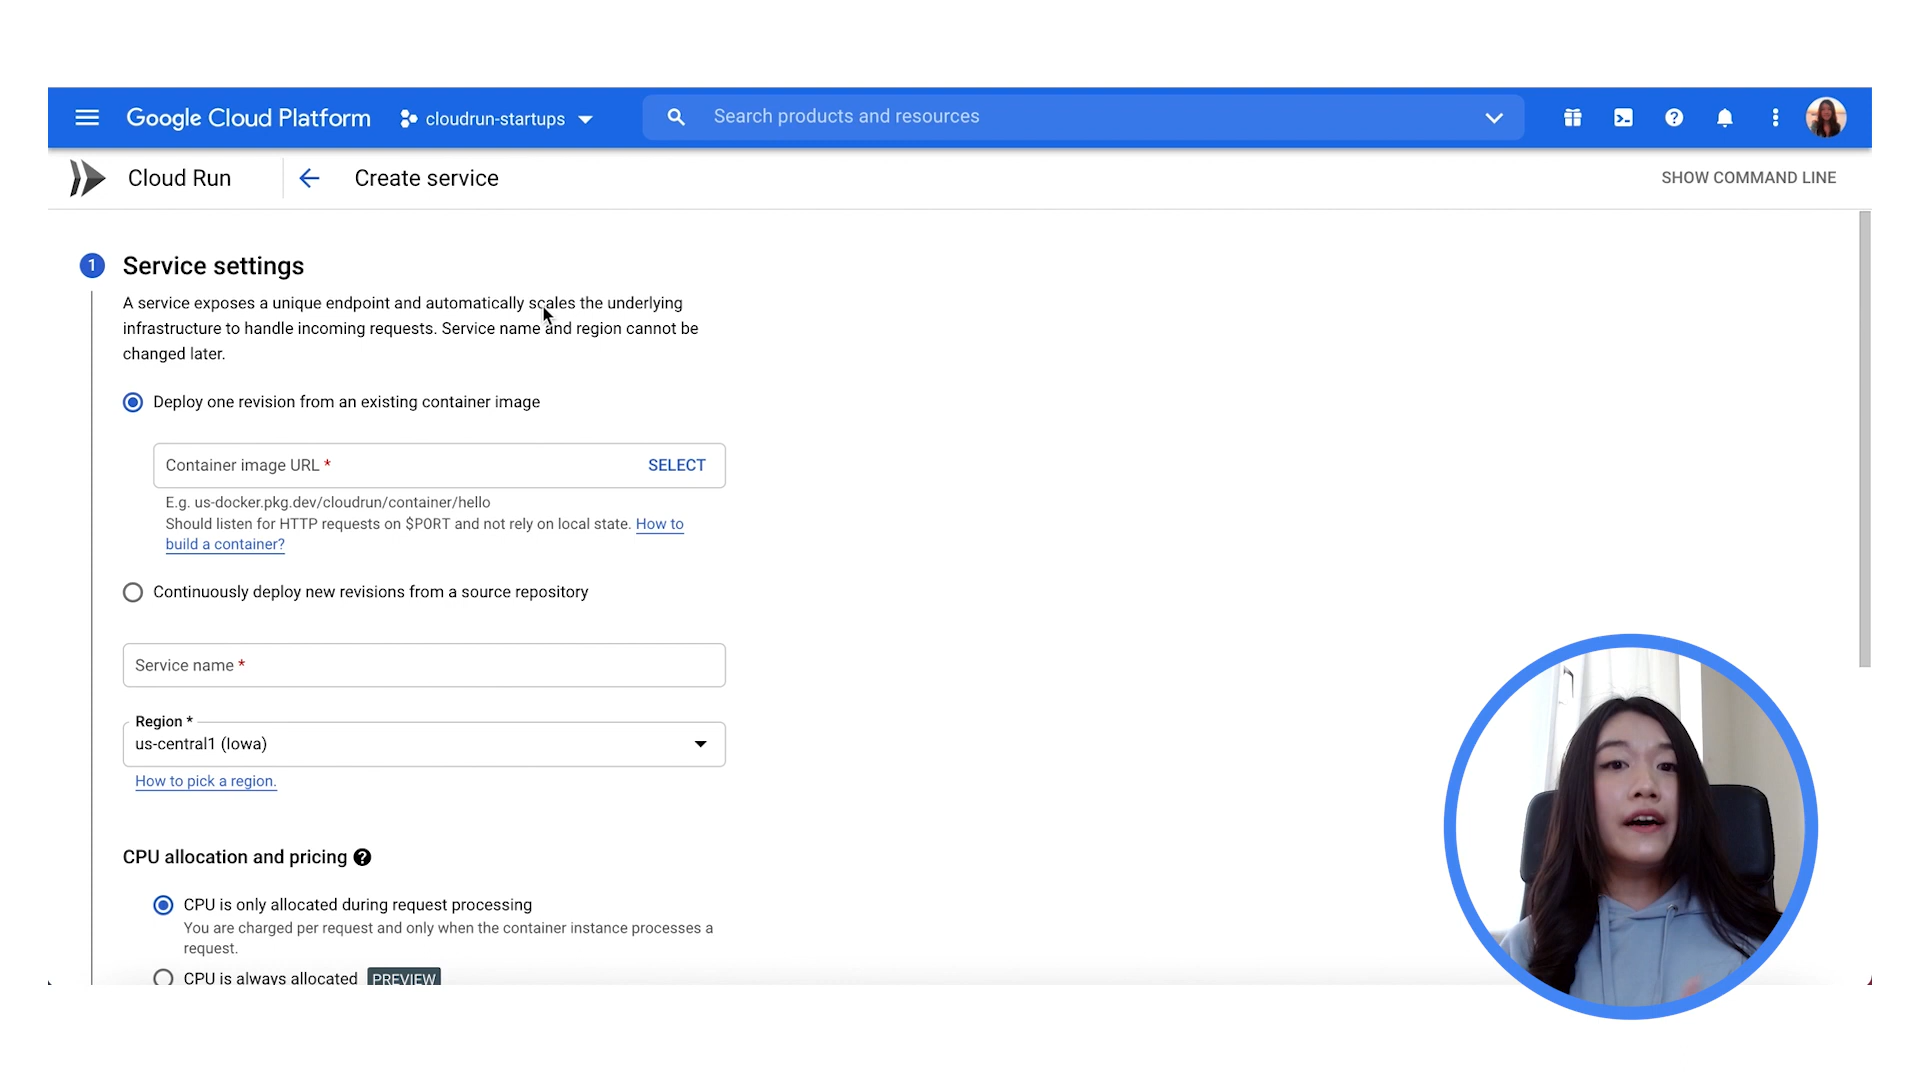 Google Cloud Platform
cloudrun-startups
Search products and resources
Cloud Run
Create service
SHOW COMMAND LINE
1
Service settings
A service exposes a unique endpoint and automatically scales the underlying
infrastructure to handle incoming requests. Service name and region cannot be
changed later.
Deploy one revision from an existing container image
Container image URL *
SELECT
E.g. us-docker.pkg.dev/cloudrun/container/hello
Should listen for HTTP requests on $PORT and not rely on local state. How to
build a container?
Continuously deploy new revisions from a source repository
Service name *
Region *
us-central1 (Iowa)
How to pick a region.
CPU allocation and pricing
CPU is only allocated during request processing
You are charged per request and only when the container instance processes a
request.
CPU is always allocated
PREVIEW